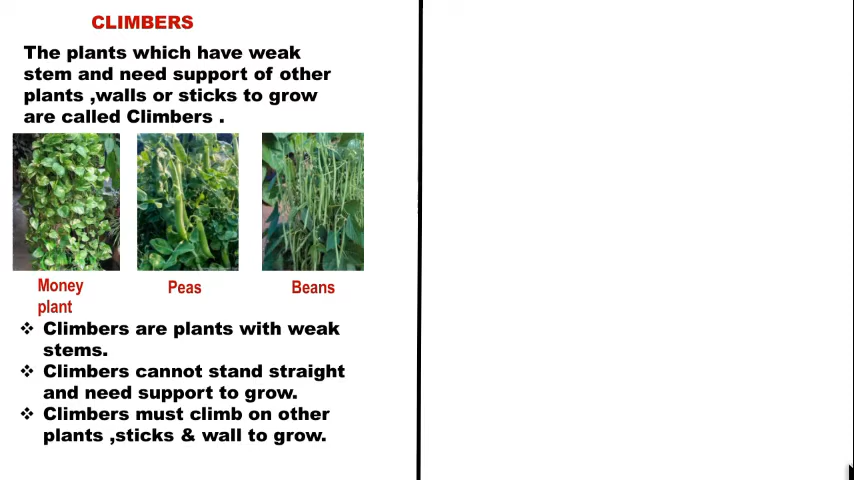 CLIMBERS
The plants which have weak
stem and need support of other
plants ,walls or sticks to grow
are called Climbers .
Money
plant
Peas
Beans
❖ Climbers are plants with weak
stems.
❖ Climbers cannot stand straight
and need support to grow.
❖ Climbers must climb on other
plants ,sticks & wall to grow.